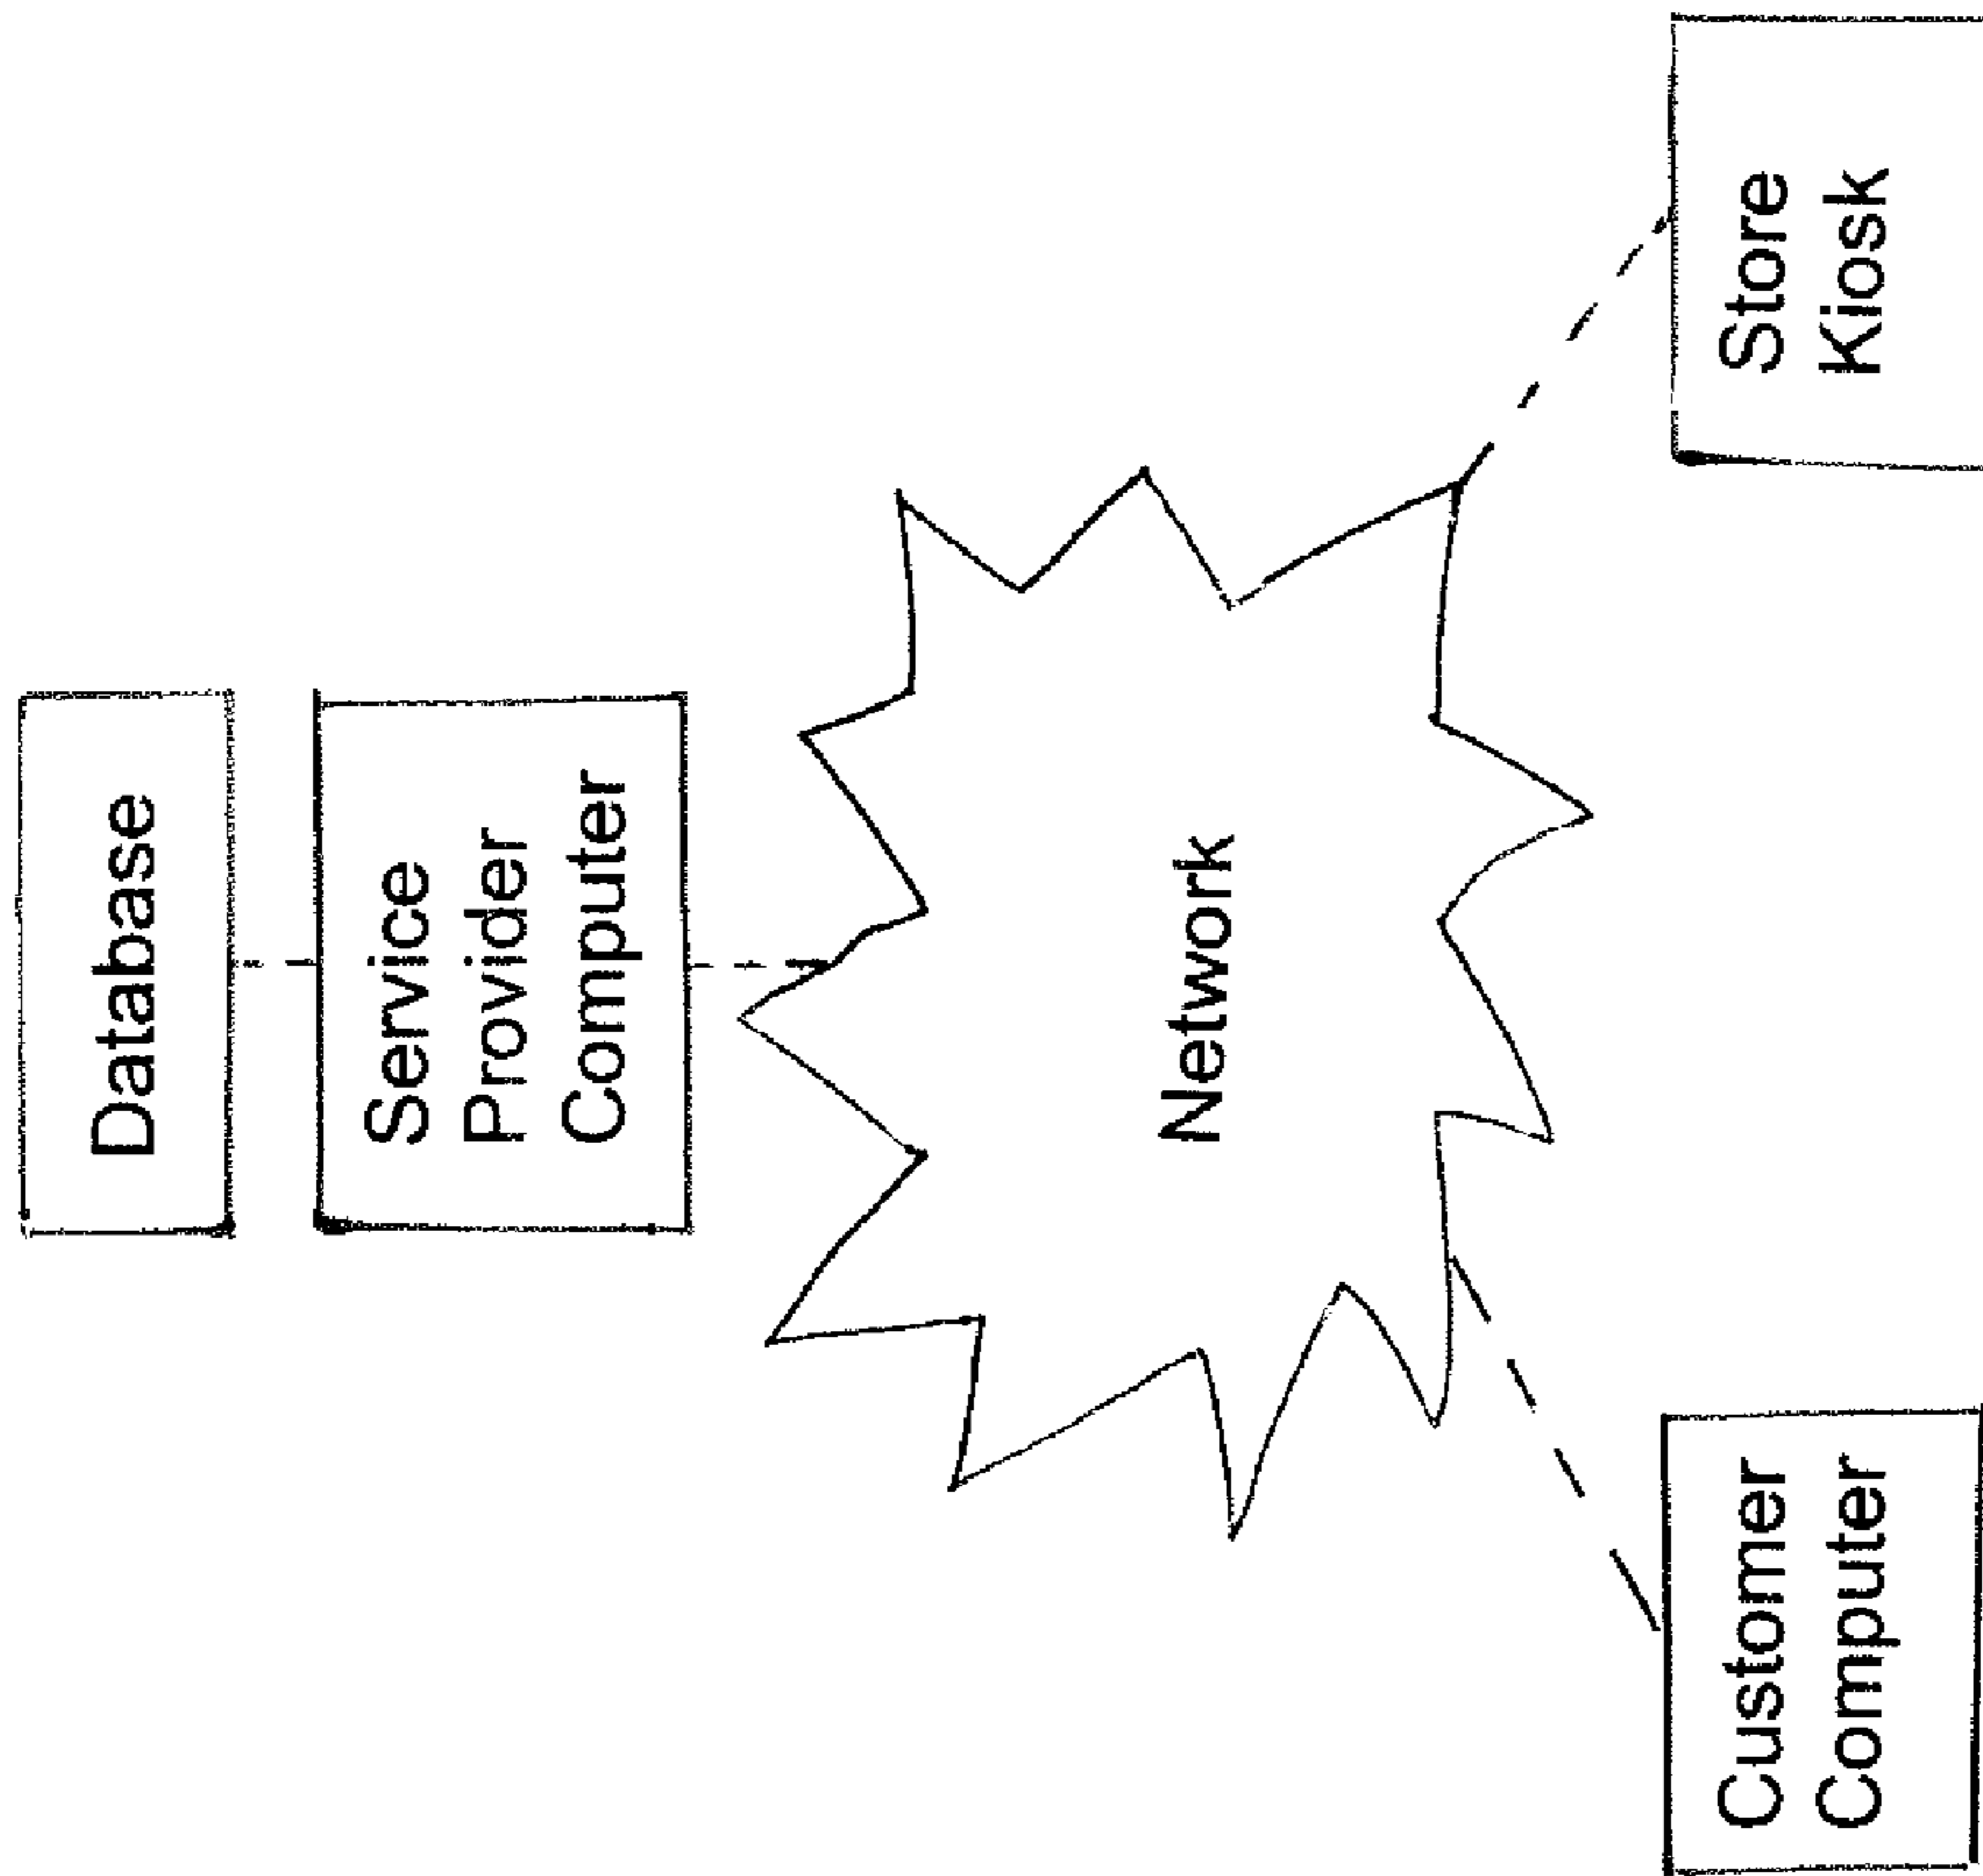 Database
Service
Provider
Computer
Network
Customer
Computer
Store
Kiosk